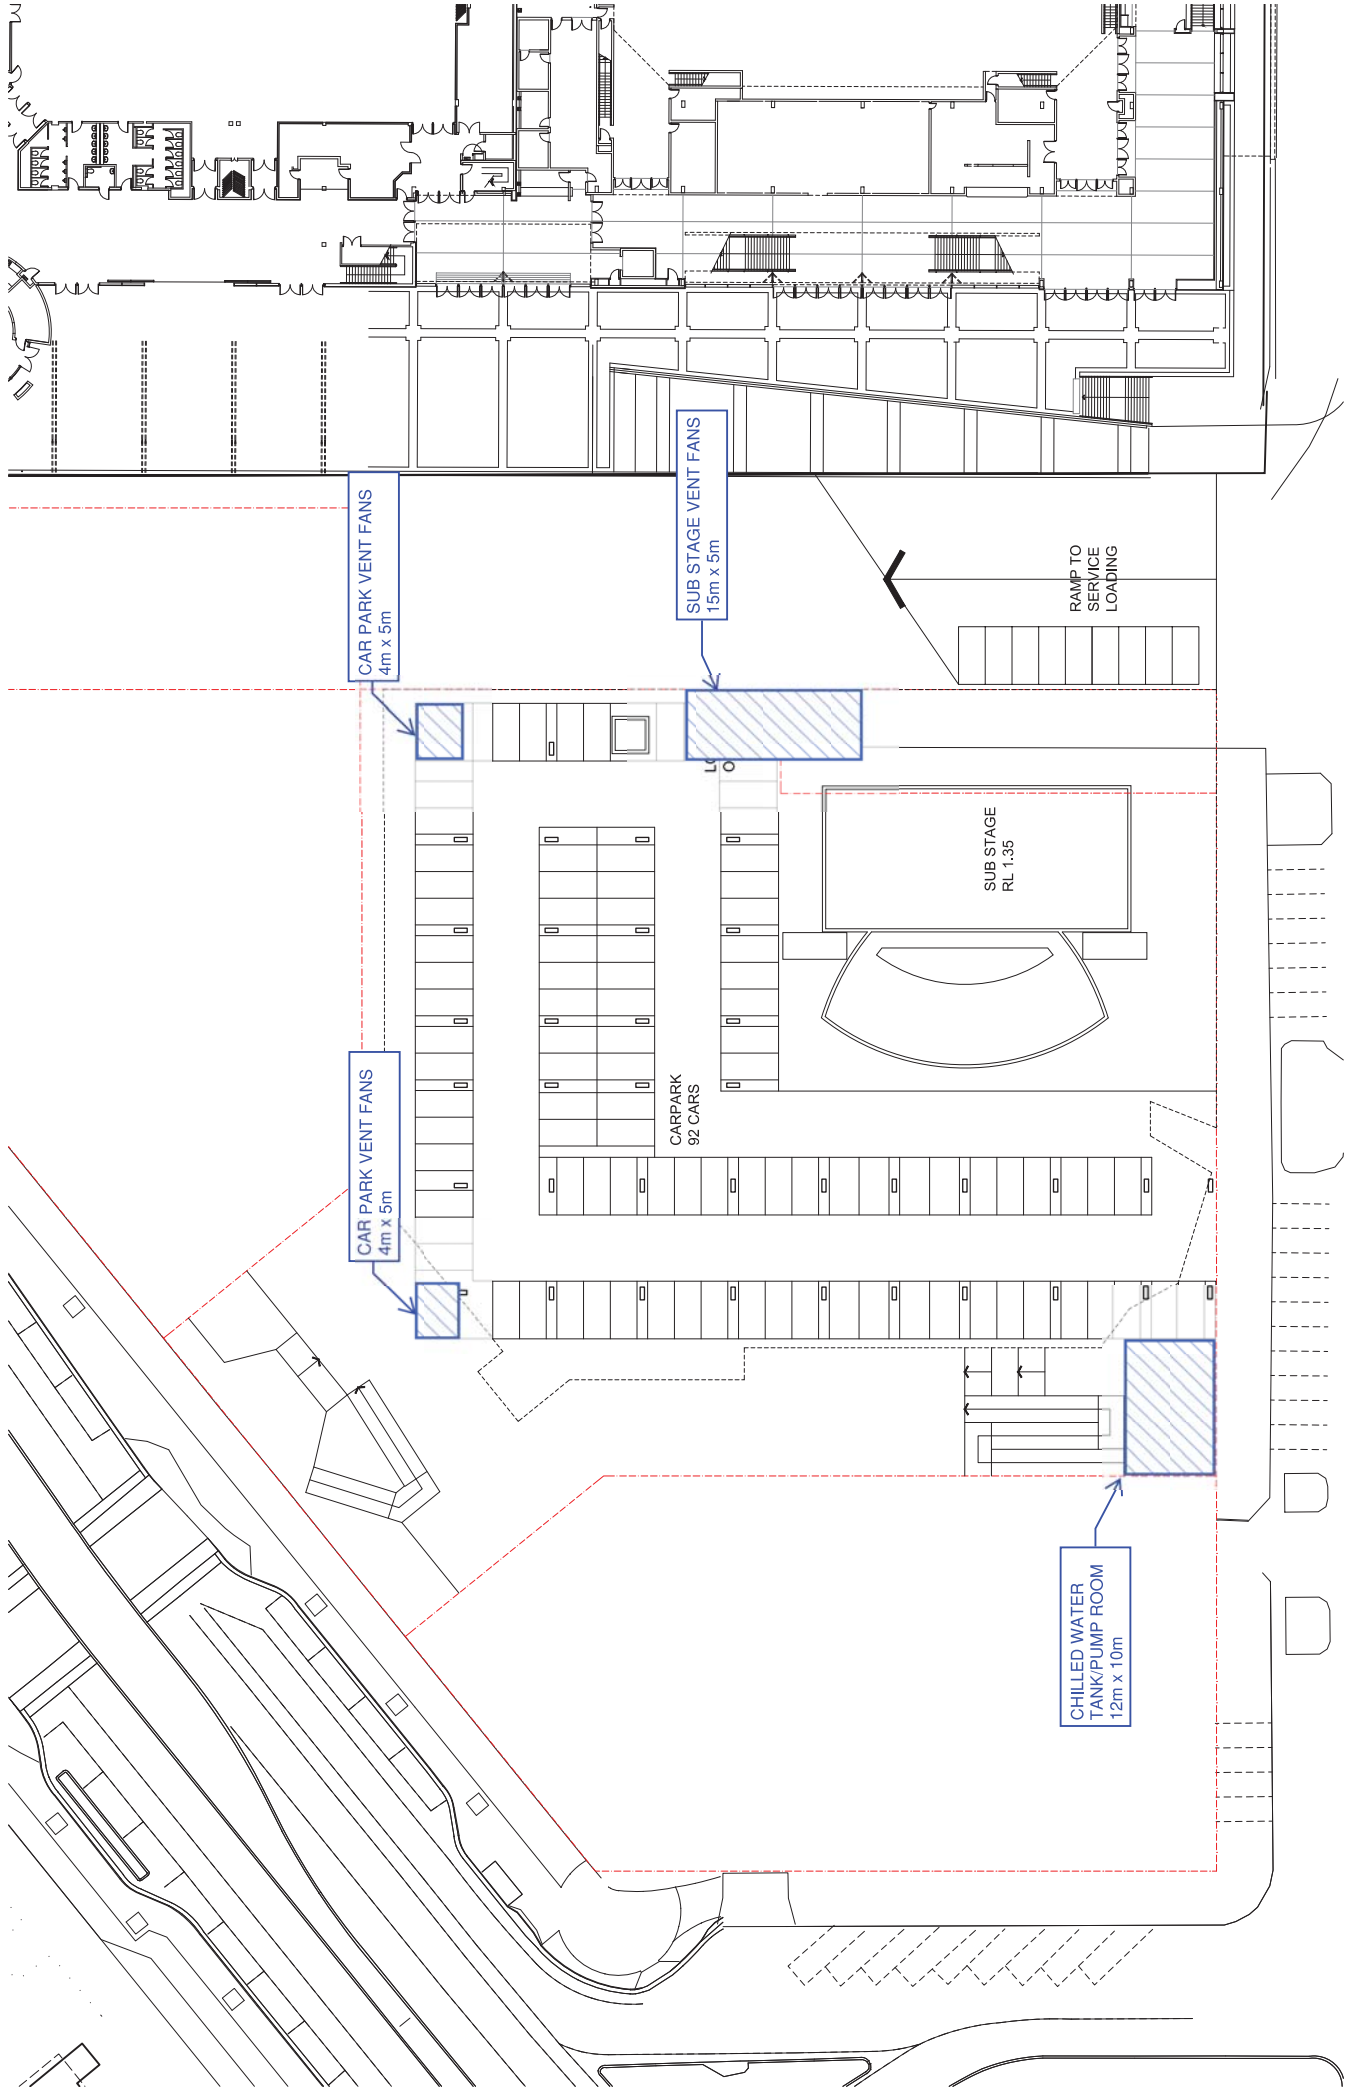 CAR PARK VENT FANS
4m x 5m
SUB STAGE VENT FANS
15m x 5m
RAMP TO
SERVICE
LOADING
SUB STAGE
RL 1.35
CARPARK
92 CARS
CAR PARK VENT FANS
4m x 5m
CHILLED WATER
TANK/PUMP ROOM
12m x 10m